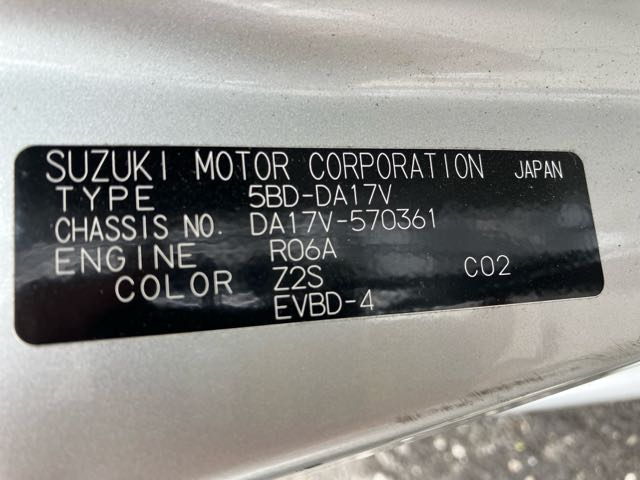 SUZUKI MOTOR CORPORATION JAPAN
TYPE 5BD-DA17V
CHASSIS NO. DA17V-570361
ENGINE R06A
COLOR Z2S C02
EVBD-4